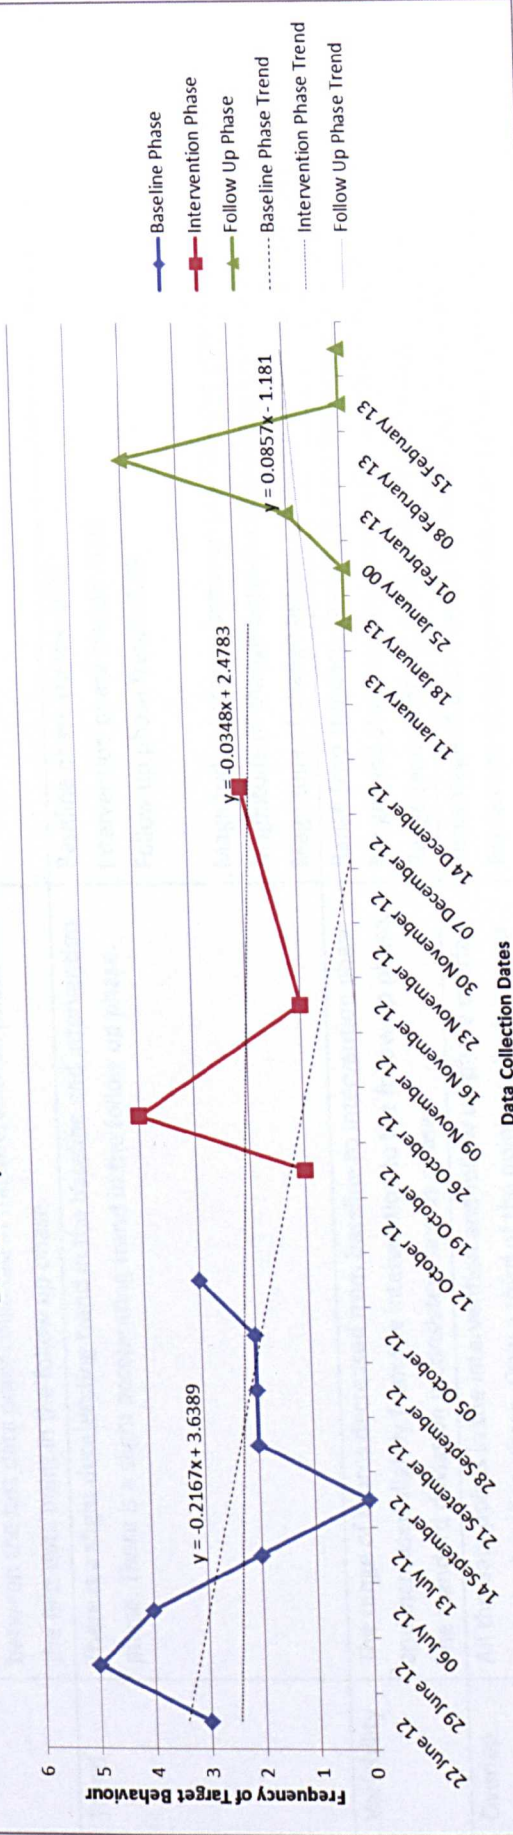 Frequency of Target Behaviour
6
5
4
3
2
1
0
y = -0.2167x + 3.6389
y = -0.0348x + 2.4783
y = 0.0857x - 1.181
22 June 12
29 June 12
06 July 12
13 July 12
14 September 12
21 September 12
28 September 12
05 October 12
12 October 12
19 October 12
26 October 12
09 November 12
16 November 12
23 November 12
30 November 12
07 December 12
14 December 12
11 January 13
18 January 13
25 January 00
01 February 13
08 February 13
15 February 13
Data Collection Dates
Baseline Phase
Intervention Phase
Follow Up Phase
Baseline Phase Trend
Intervention Phase Trend
Follow Up Phase Trend